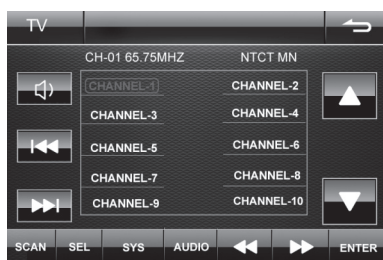 TV
CH-01 65.75MHZ NTCT MN
CHANNEL-1 CHANNEL-2
CHANNEL-3 CHANNEL-4
CHANNEL-5 CHANNEL-6
CHANNEL-7 CHANNEL-8
CHANNEL-9 CHANNEL-10
SCAN SEL SYS AUDIO ENTER